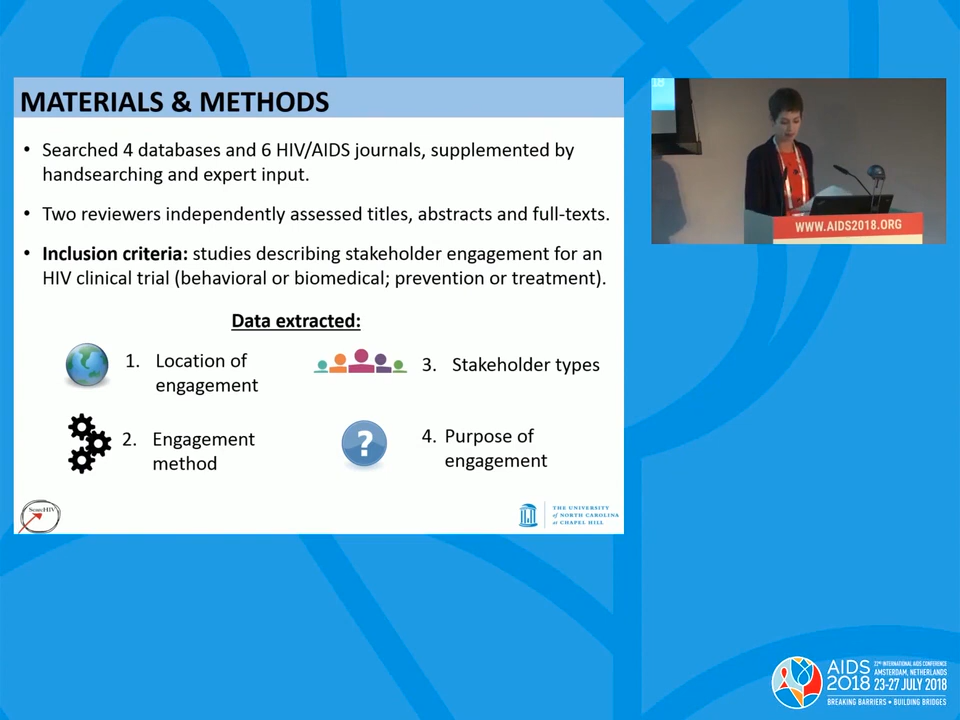 MATERIALS & METHODS
• Searched 4 databases and 6 HIV/AIDS journals, supplemented by
handsearching and expert input.
• Two reviewers independently assessed titles, abstracts and full-texts.
• Inclusion criteria: studies describing stakeholder engagement for an
HIV clinical trial (behavioral or biomedical; prevention or treatment).
Data extracted:
1. Location of
engagement
2. Engagement
method
3. Stakeholder types
?
4. Purpose of
engagement
SearcHIV
THE UNIVERSITY
of NORTH CAROLINA
at CHAPEL HILL
18
WWW.AIDS2018.ORG
AIDS
2018
22ND INTERNATIONAL AIDS CONFERENCE
AMSTERDAM, NETHERLANDS
23-27 JULY 2018
BREAKING BARRIERS • BUILDING BRIDGES